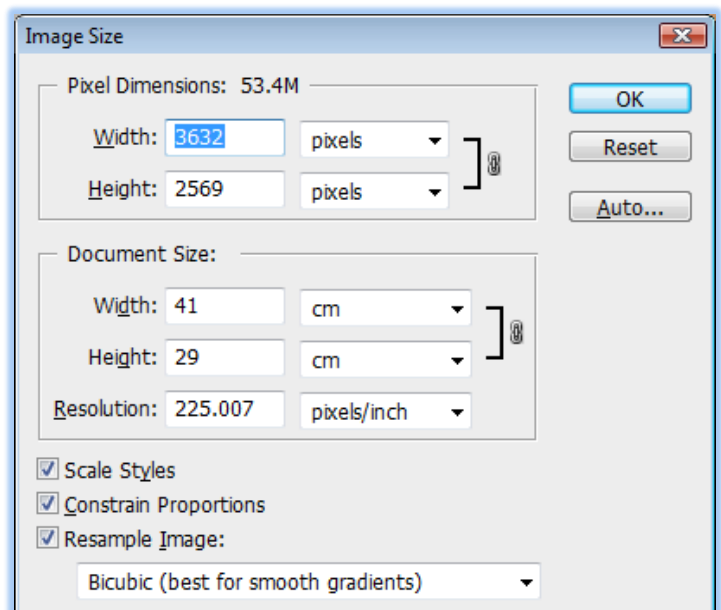 Image Size
Pixel Dimensions: 53.4M
OK
Width: 3632 pixels
Reset
Height: 2569 pixels
Auto...
Document Size:
Width: 41 cm
Height: 29 cm
Resolution: 225.007 pixels/inch
Scale Styles
Constrain Proportions
Resample Image:
Bicubic (best for smooth gradients)